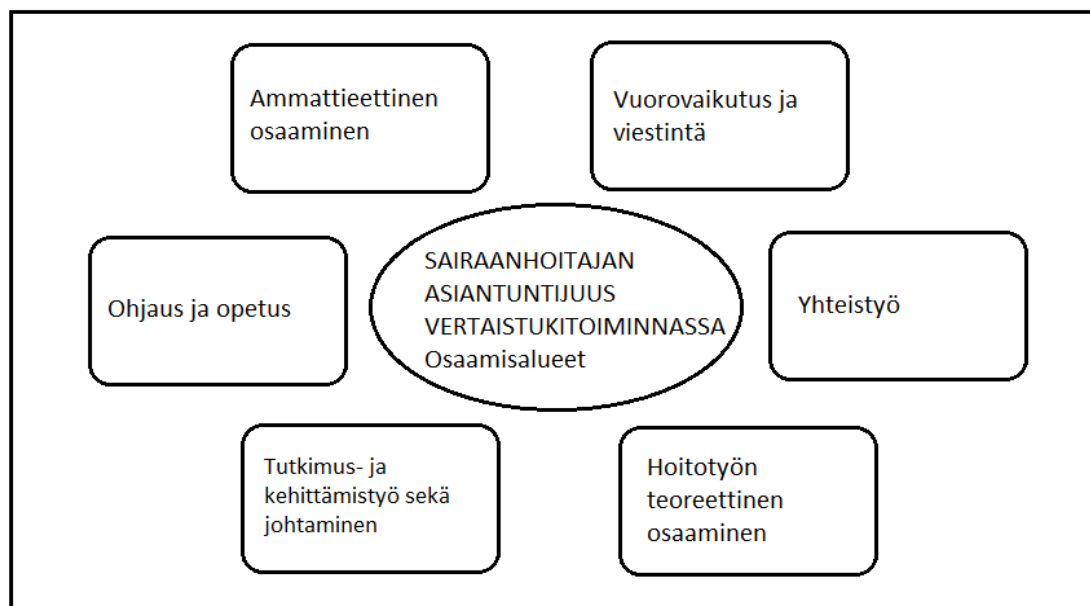 Ammattieettinen
osaaminen
Vuorovaikutus ja
viestintä
Ohjaus ja opetus
SAIRAANHOITAJAN
ASIANTUNTIJUUS
VERTAISTUKITOIMINNASSA
Osaamisalueet
Yhteistyö
Tutkimus- ja
kehittämistyö sekä
johtaminen
Hoitotyön
teoreettinen
osaaminen